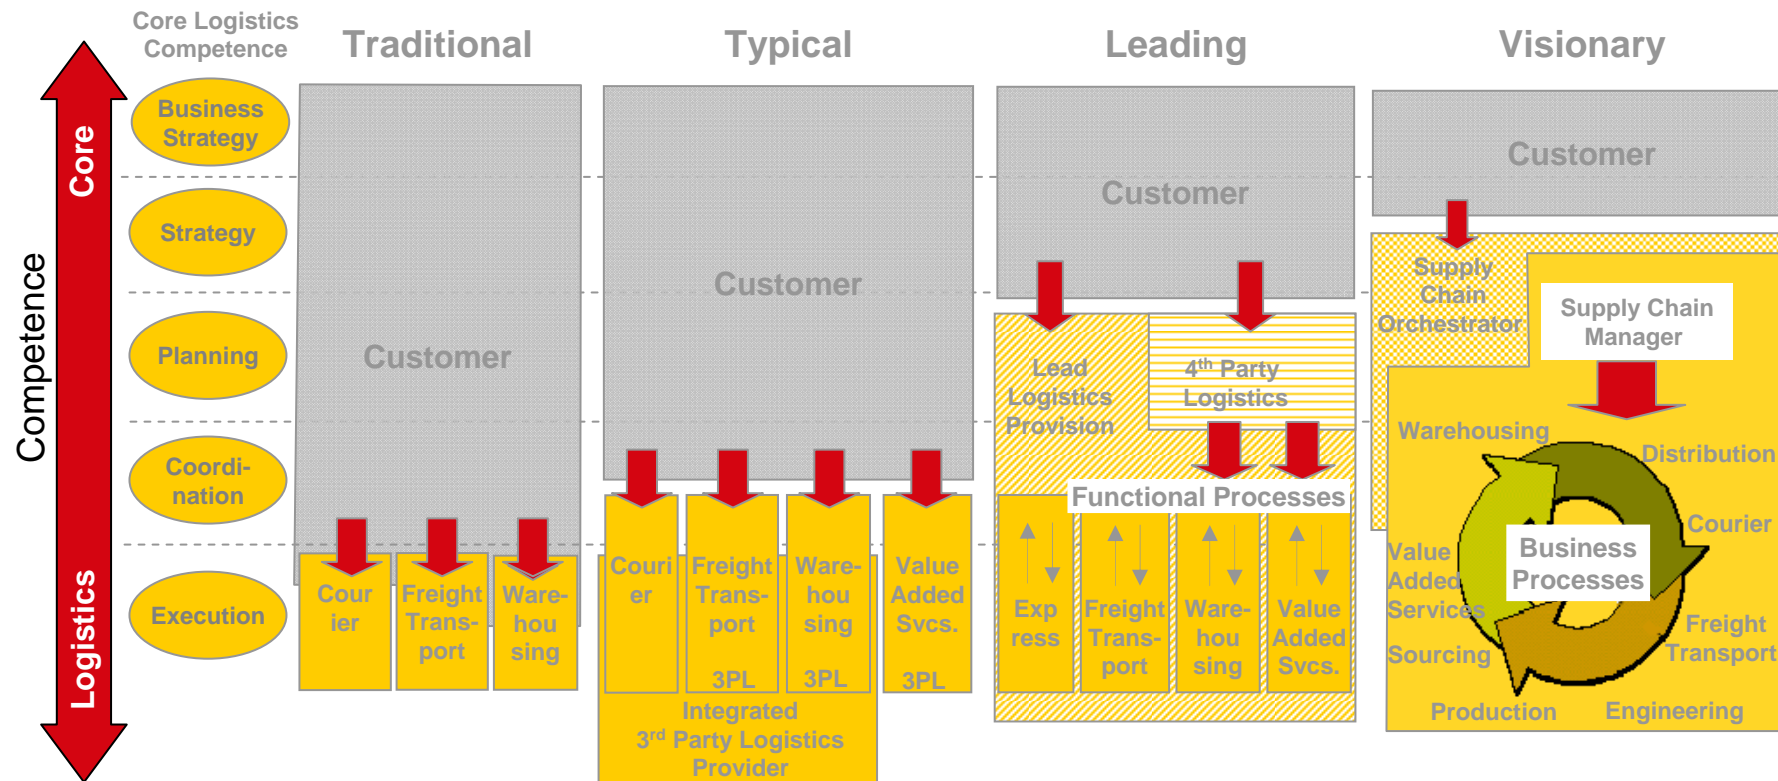 Core Logistics
Competence
Traditional
Typical
Leading
Visionary
Competence
Core
Logistics
Business
Strategy
Strategy
Planning
Coordi-
nation
Execution
Customer
Cour
ier
Freight
Trans-
port
Ware-
hou
sing
Customer
Couri
er
Freight
Trans-
port
3PL
Ware-
hou
sing
3PL
Value
Added
Svcs.
3PL
Integrated
3rd Party Logistics
Provider
Customer
Lead
Logistics
Provision
4th Party
Logistics
Functional Processes
Exp
ress
Freight
Trans-
port
Ware-
hou
sing
Value
Added
Svcs.
Customer
Supply
Chain
Orchestrator
Supply Chain
Manager
Warehousing
Distribution
Courier
Business
Processes
Value
Added
Services
Freight
Transport
Sourcing
Production
Engineering